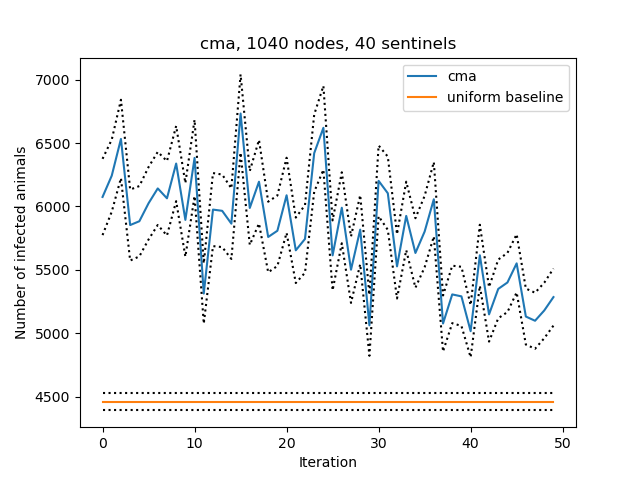 cma, 1040 nodes, 40 sentinels
cma
uniform baseline
7000
6500
6000
5500
5000
4500
Number of infected animals
0 10 20 30 40 50
Iteration